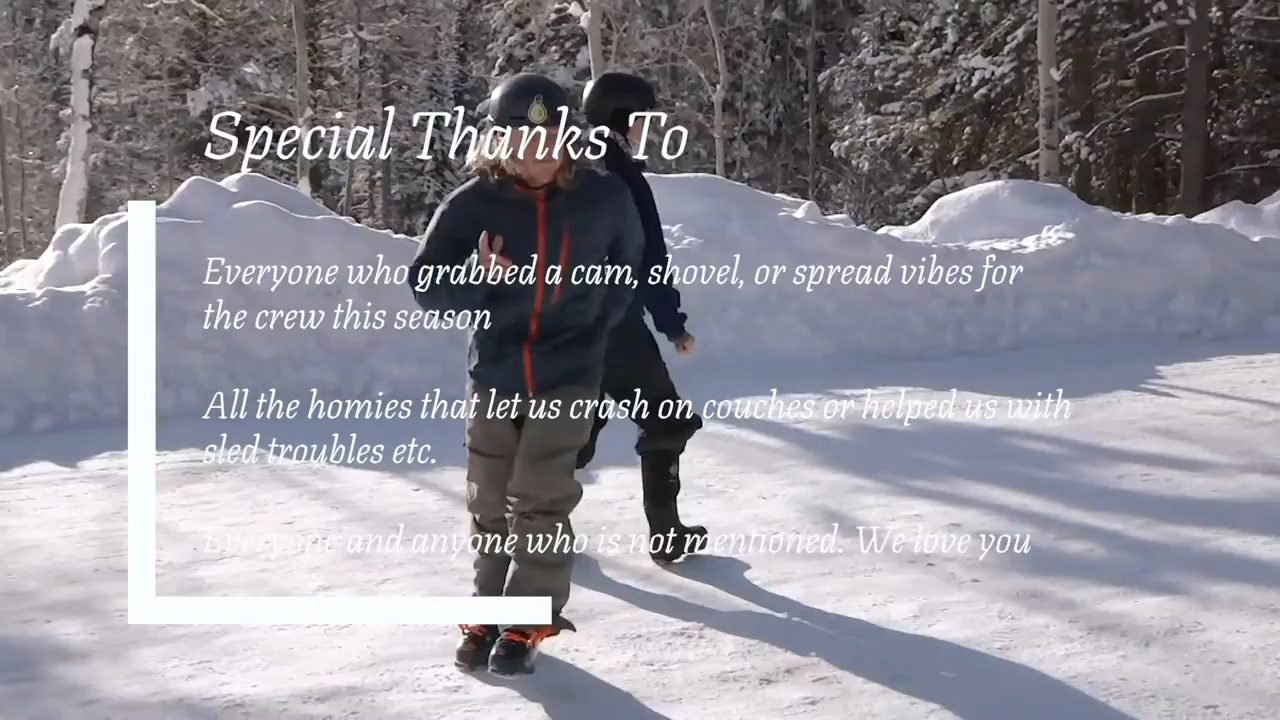 Special Thanks To
Everyone who grabbed a cam, shovel, or spread vibes for
the crew this season
All the homies that let us crash on couches or helped us with
sled troubles etc.
Everyone and anyone who is not mentioned. We love you